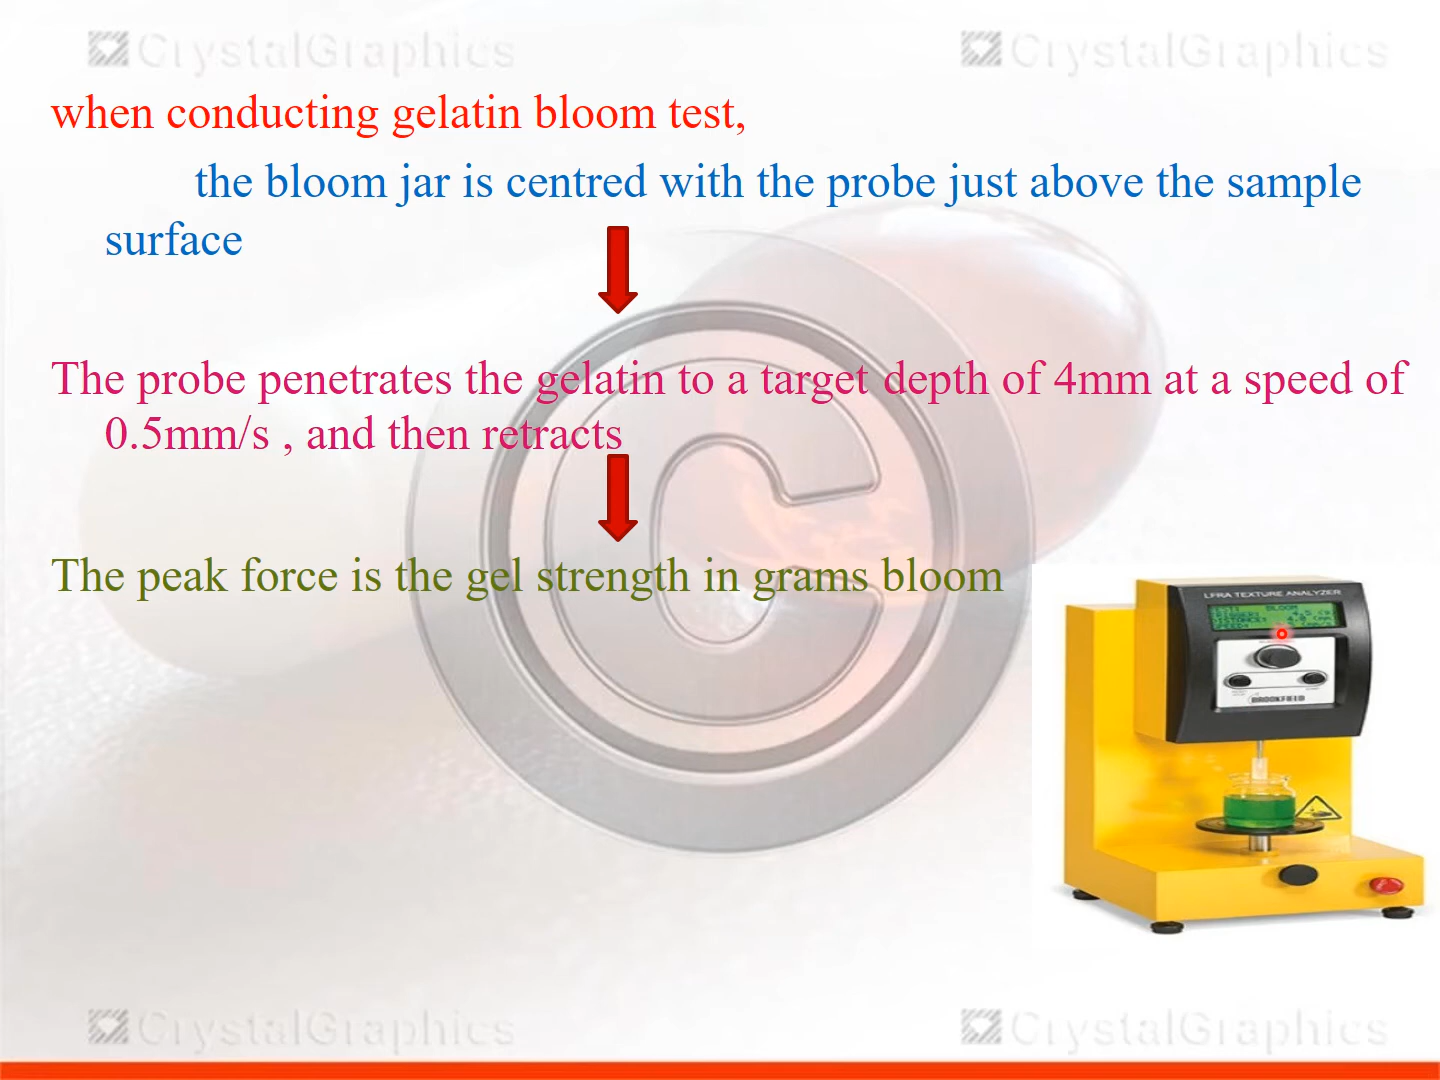 CrystalGraphics CrystalGraphics
when conducting gelatin bloom test,
the bloom jar is centred with the probe just above the sample
surface
The probe penetrates the gelatin to a target depth of 4mm at a speed of
0.5mm/s , and then retracts
The peak force is the gel strength in grams bloom
LFRA TEXTURE ANALYZER
BLOOM
BROOKFIELD
CrystalGraphics CrystalGraphics